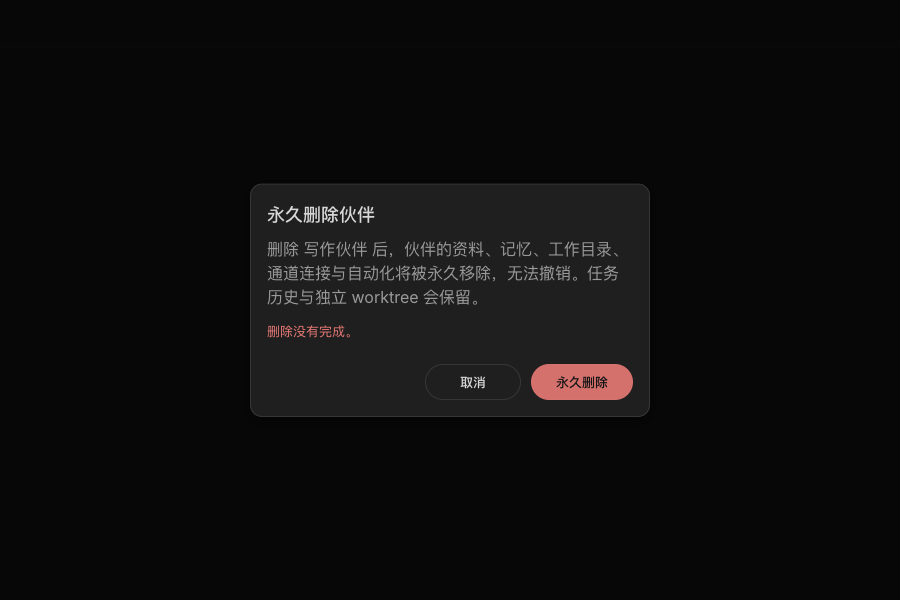 永久删除伙伴
删除 写作伙伴 后，伙伴的资料、记忆、工作目录、
通道连接与自动化将被永久移除，无法撤销。任务
历史与独立 worktree 会保留。
删除没有完成。
取消
永久删除